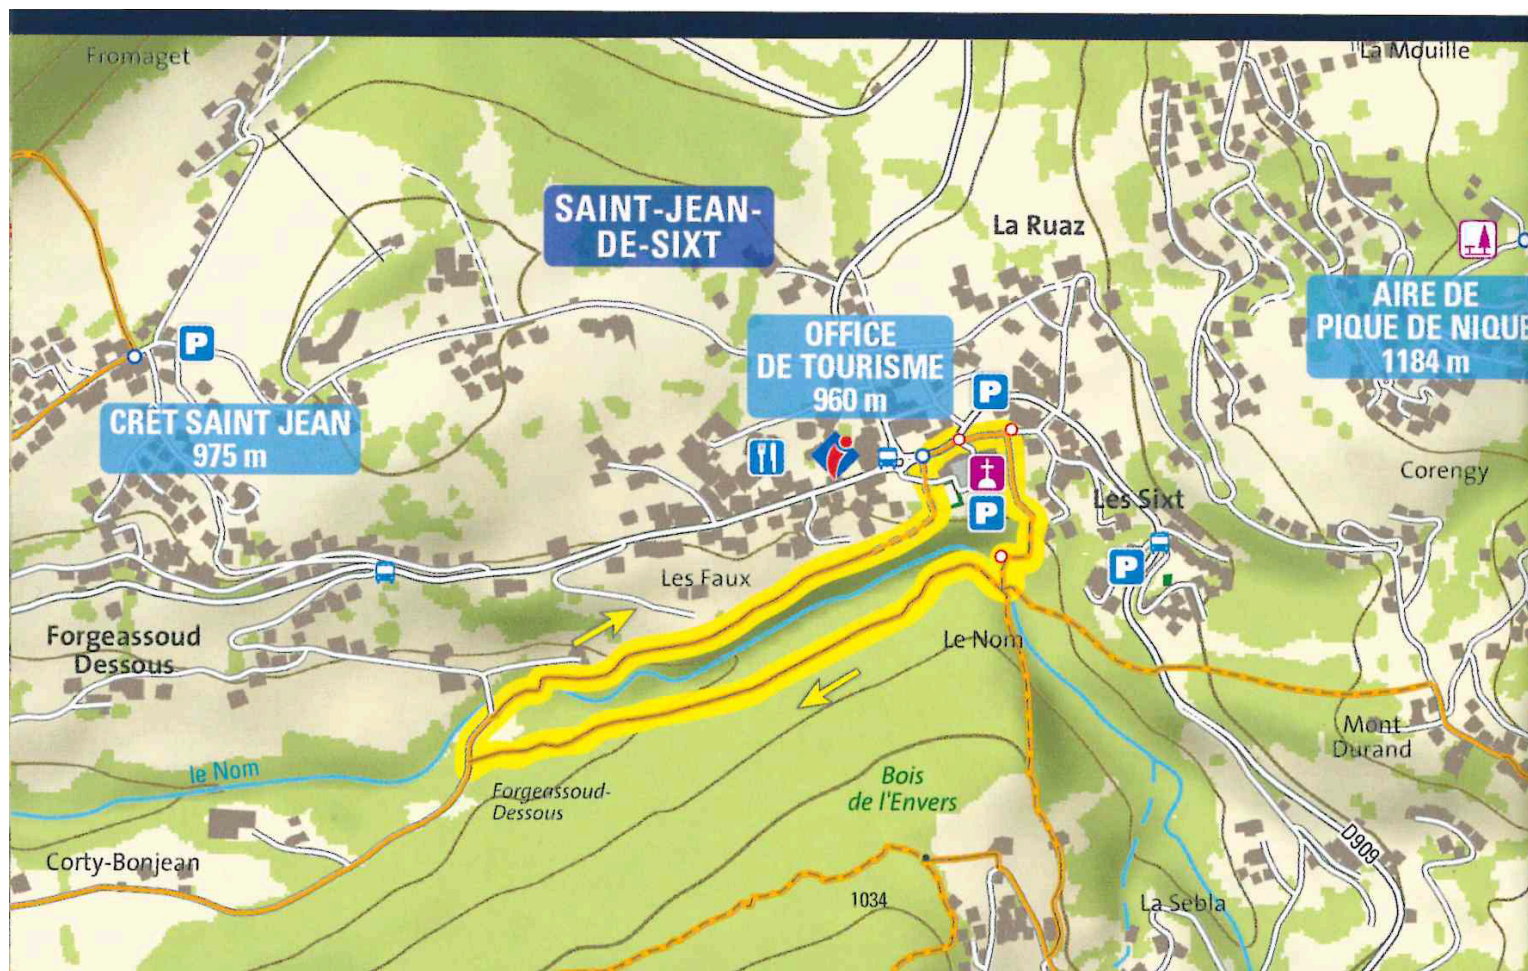 Fromaget
La Mouille
SAINT-JEAN-
DE-SIXT
La Ruaz
AIRE DE
PIQUE DE NIQUE
1184 m
OFFICE
DE TOURISME
960 m
P
P
CRÊT SAINT JEAN
975 m
Corengy
Les Sixt
P
P
Les Faux
Forgeassoud
Dessous
Le Nom
Mont
Durand
le Nom
Forgeassoud-
Dessous
Bois
de l'Envers
D909
Corty-Bonjean
1034
La Sebla